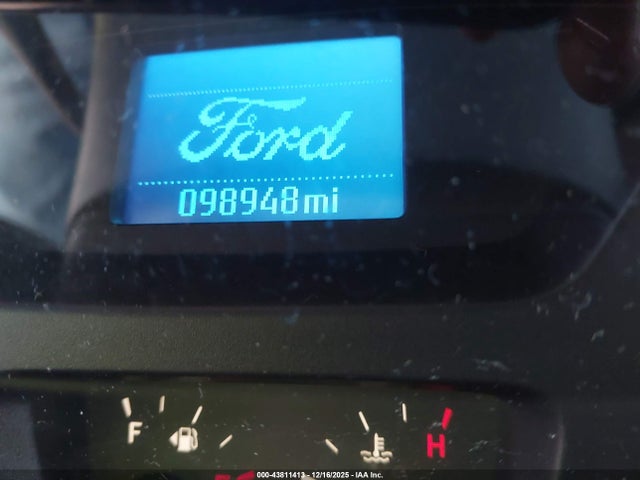 Ford
098948mi
F
H
000-43811413 - 12/16/2025 - IAA Inc.